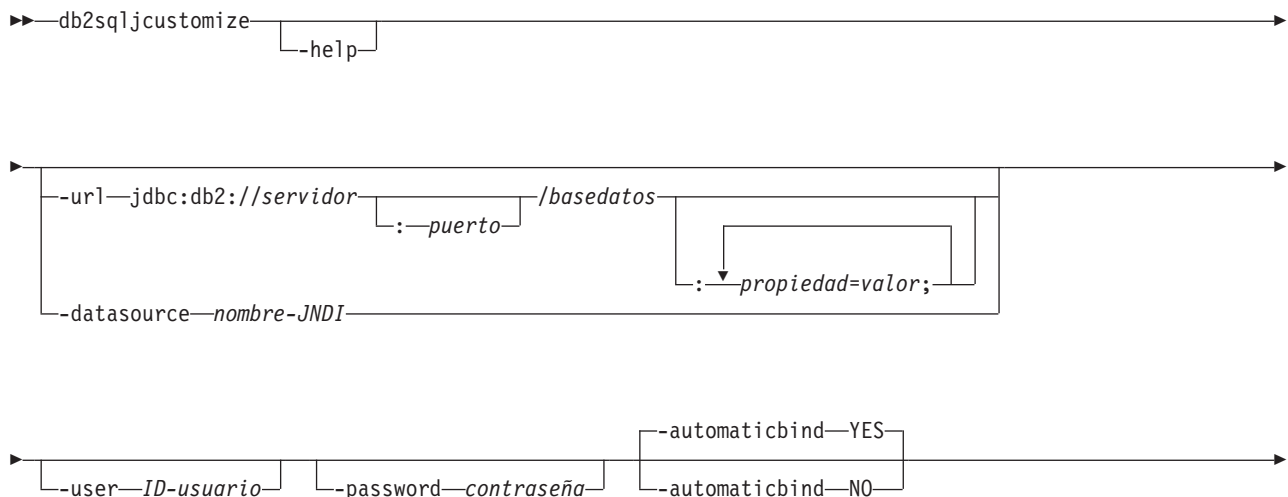 db2sqljcustomize
-help
-url jdbc:db2://servidor /basedatos
: puerto
: propiedad=valor;
-datasource nombre-JNDI
-automaticbind YES
-user ID-usuario -password contraseña -automaticbind NO